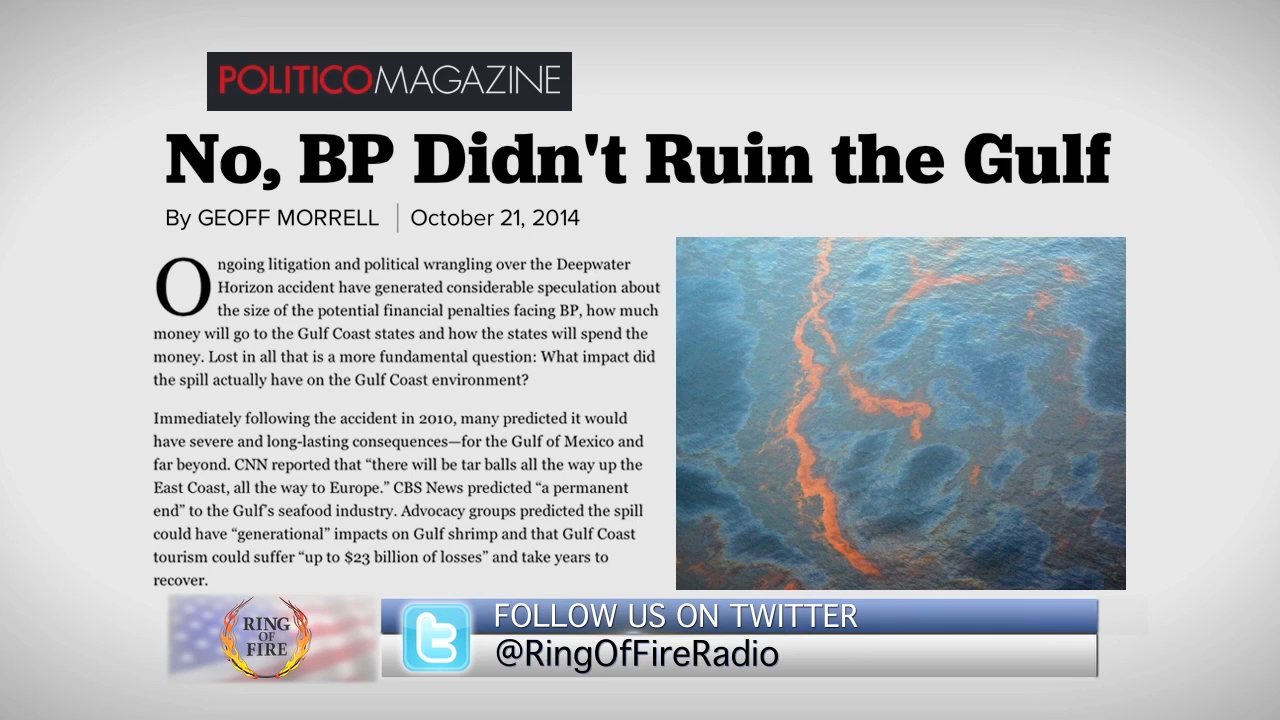 POLITICOMAGAZINE
No, BP Didn't Ruin the Gulf
By GEOFF MORRELL | October 21, 2014
Ongoing litigation and political wrangling over the Deepwater
Horizon accident have generated considerable speculation about
the size of the potential financial penalties facing BP, how much
money will go to the Gulf Coast states and how the states will spend the
money. Lost in all that is a more fundamental question: What impact did
the spill actually have on the Gulf Coast environment?
Immediately following the accident in 2010, many predicted it would
have severe and long-lasting consequences—for the Gulf of Mexico and
far beyond. CNN reported that “there will be tar balls all the way up the
East Coast, all the way to Europe.” CBS News predicted “a permanent
end” to the Gulf’s seafood industry. Advocacy groups predicted the spill
could have “generational” impacts on Gulf shrimp and that Gulf Coast
tourism could suffer “up to $23 billion of losses” and take years to
recover.
RING
OF
FIRE
FOLLOW US ON TWITTER
@RingOfFireRadio